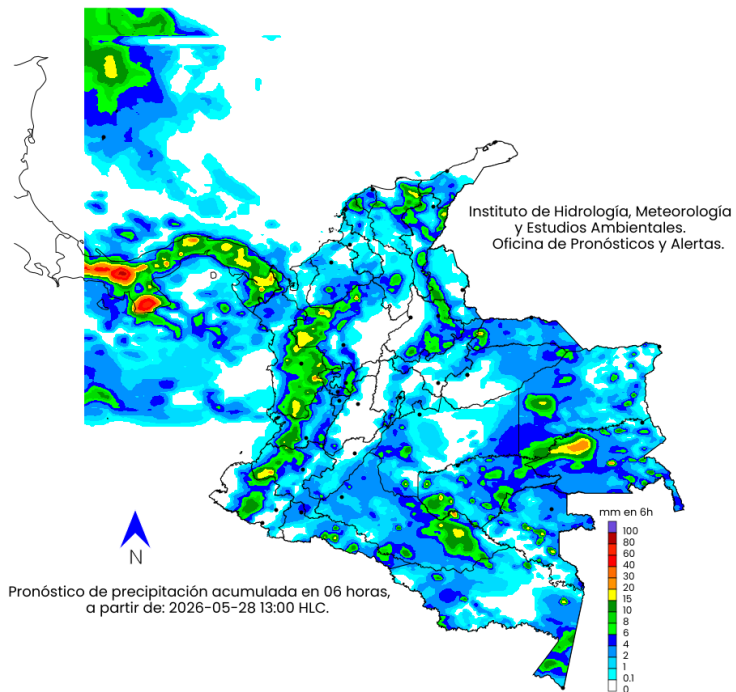 Instituto de Hidrología, Meteorología
y Estudios Ambientales.
Oficina de Pronósticos y Alertas.
D
mm en 6h
100
80
60
40
30
20
15
10
8
6
4
2
1
0.1
0
N
Pronóstico de precipitación acumulada en 06 horas,
a partir de: 2026-05-28 13:00 HLC.